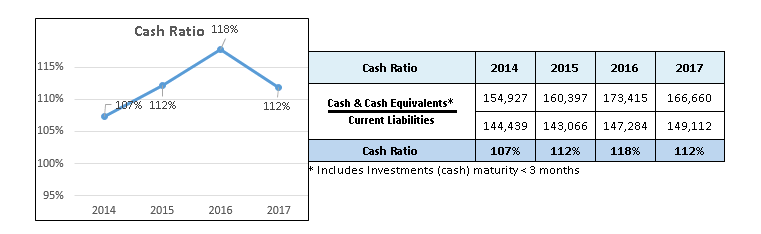 Cash Ratio
118%
115%
110%
107%
112%
112%
105%
100%
95%
2014 2015 2016 2017
Cash Ratio 2014 2015 2016 2017
Cash & Cash Equivalents* 154,927 160,397 173,415 166,660
Current Liabilities 144,439 143,066 147,284 149,112
Cash Ratio 107% 112% 118% 112%
* Includes Investments (cash) maturity < 3 months